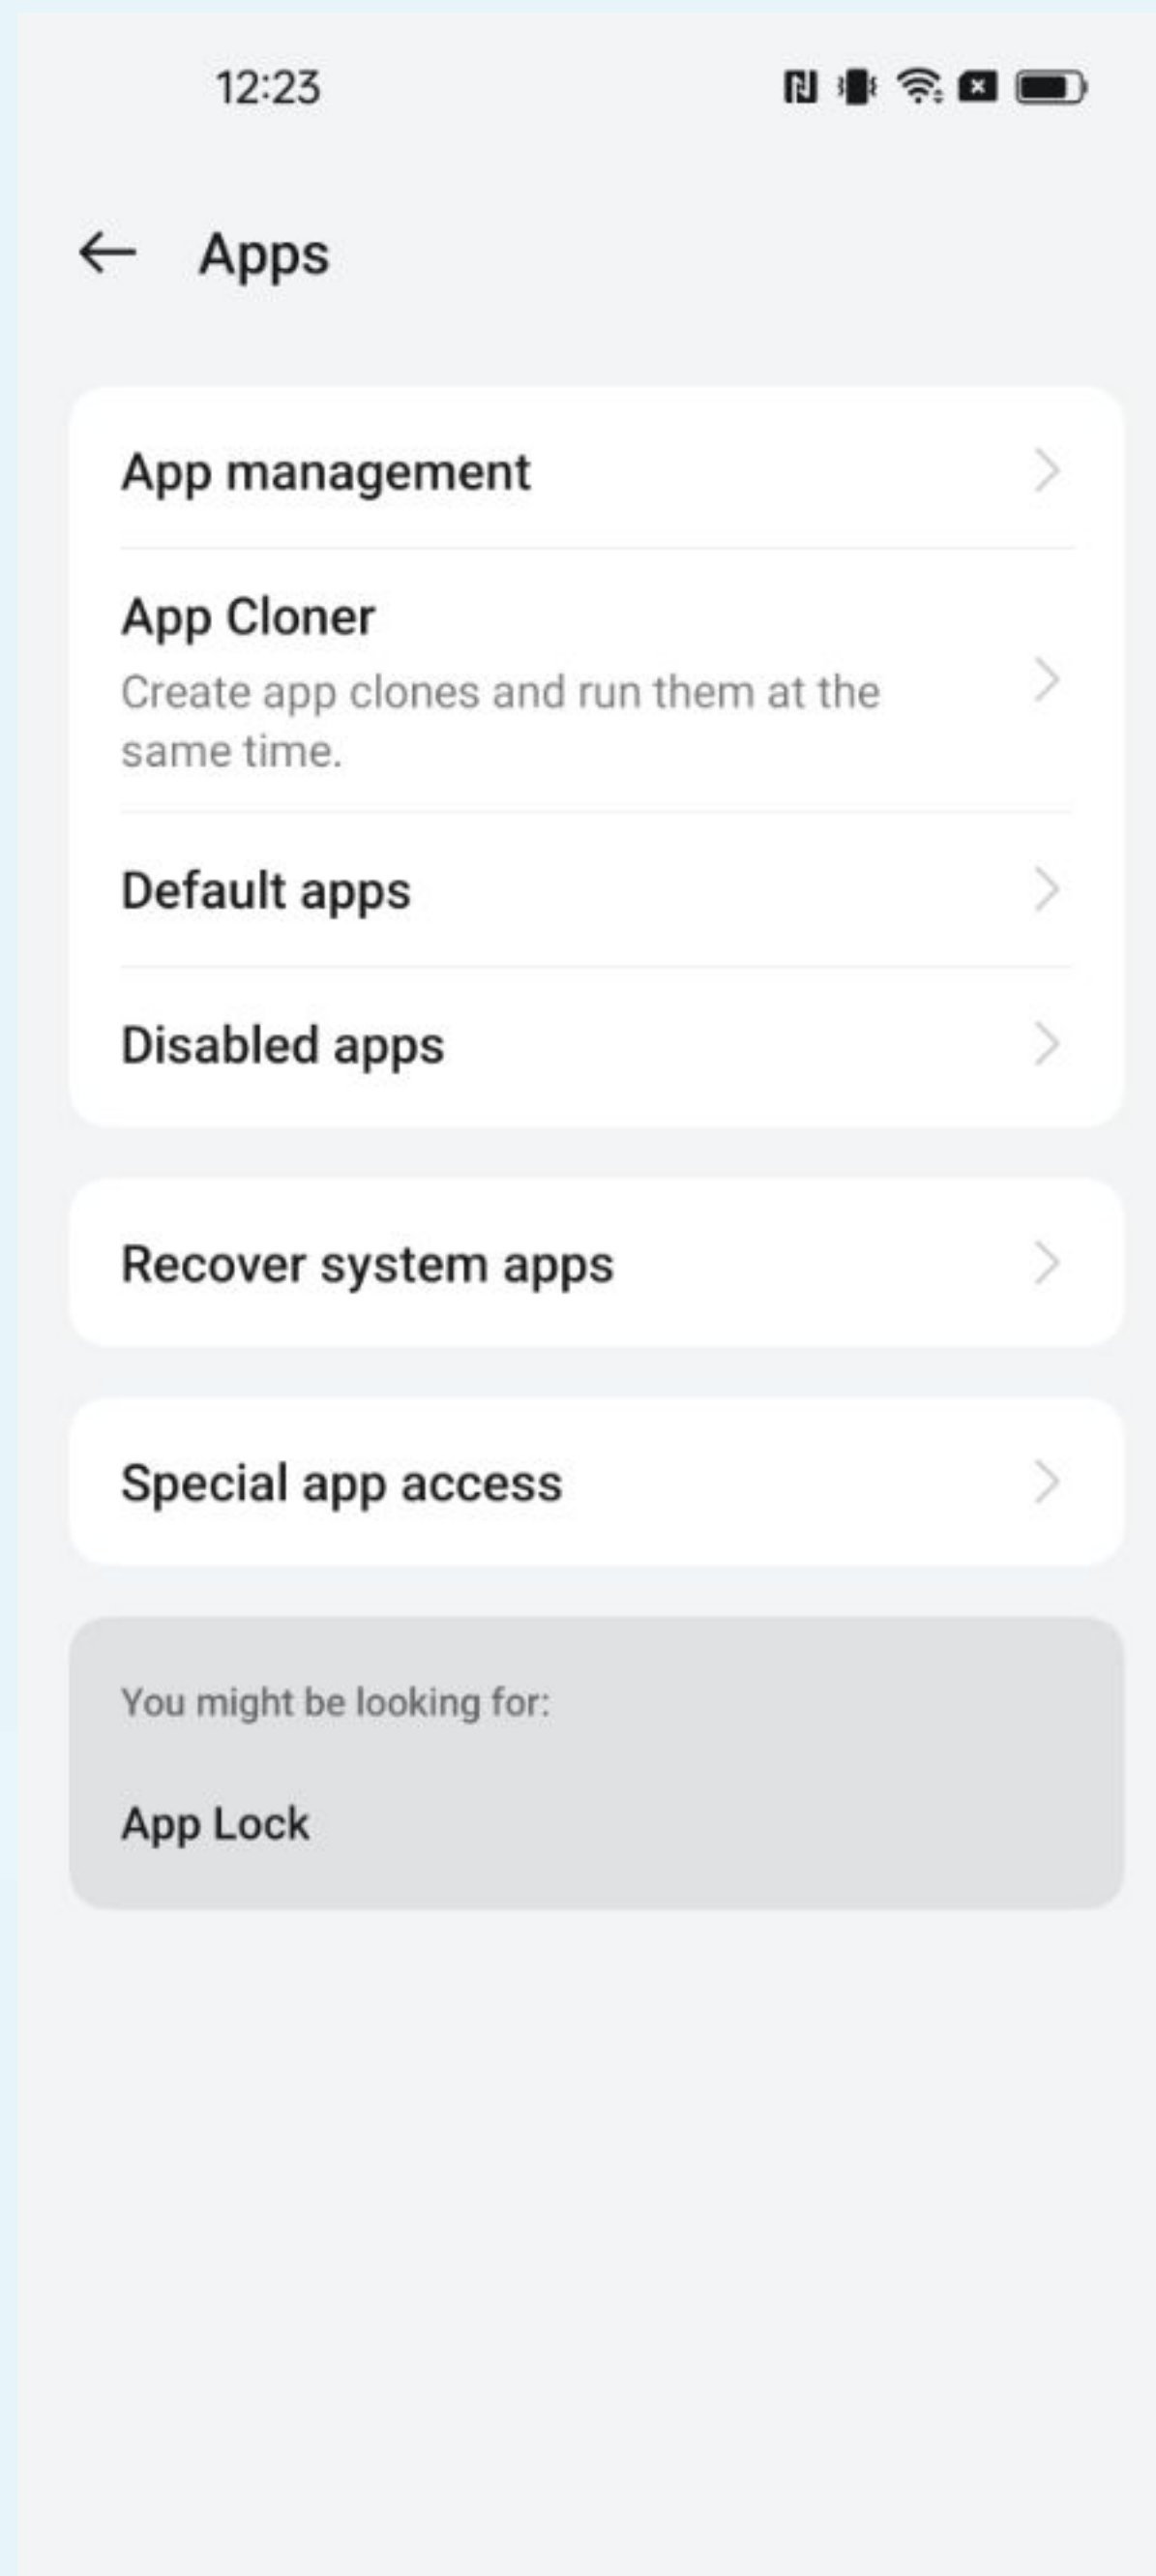 12:23
Apps
App management
App Cloner
Create app clones and run them at the
same time.
Default apps
Disabled apps
Recover system apps
Special app access
You might be looking for:
App Lock